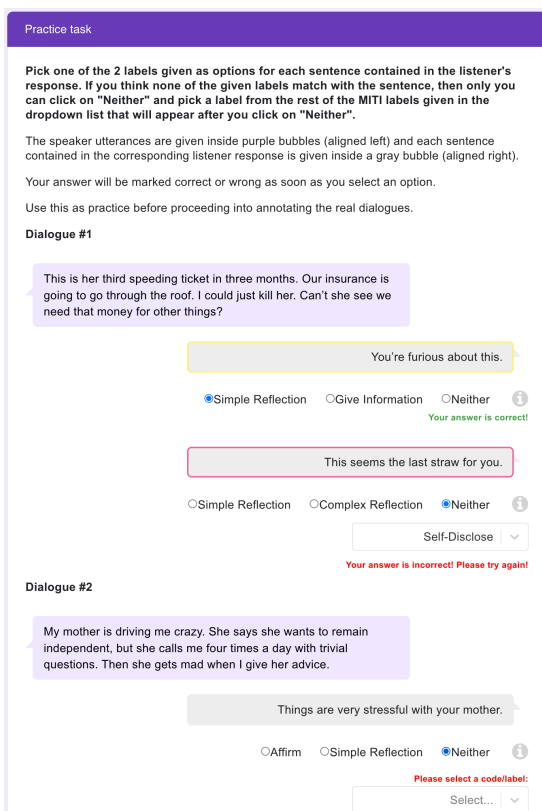 Practice task
Pick one of the 2 labels given as options for each sentence contained in the listener's
response. If you think none of the given labels match with the sentence, then only you
can click on "Neither" and pick a label from the rest of the MITI labels given in the
dropdown list that will appear after you click on "Neither".
The speaker utterances are given inside purple bubbles (aligned left) and each sentence
contained in the corresponding listener response is given inside a gray bubble (aligned right).
Your answer will be marked correct or wrong as soon as you select an option.
Use this as practice before proceeding into annotating the real dialogues.
Dialogue #1
This is her third speeding ticket in three months. Our insurance is
going to go through the roof. I could just kill her. Can't she see we
need that money for other things?
You're furious about this.
Simple Reflection Give Information Neither i
Your answer is correct!
This seems the last straw for you.
Simple Reflection Complex Reflection Neither i
Self-Disclose
Your answer is incorrect! Please try again!
Dialogue #2
My mother is driving me crazy. She says she wants to remain
independent, but she calls me four times a day with trivial
questions. Then she gets mad when I give her advice.
Things are very stressful with your mother.
Affirm Simple Reflection Neither i
Please select a code/label:
Select...